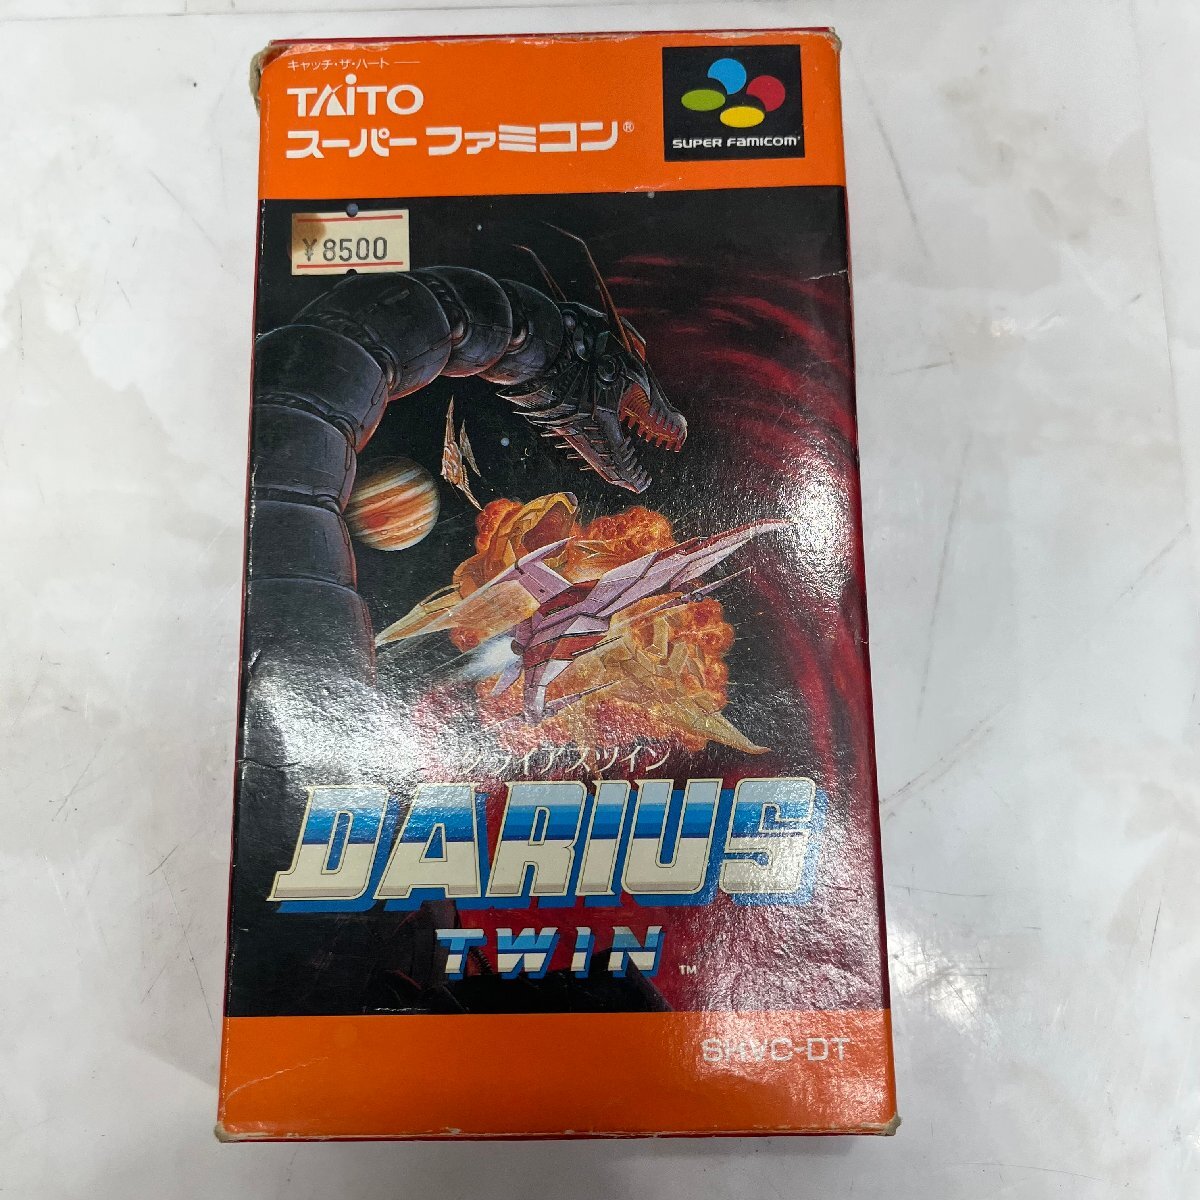 キャッチ・ザ・ハート
TAITO
スーパーファミコン®
SUPER FAMICOM
¥8500
ダライアスツイン
DARIUS
TWIN ™
SHVC-DT